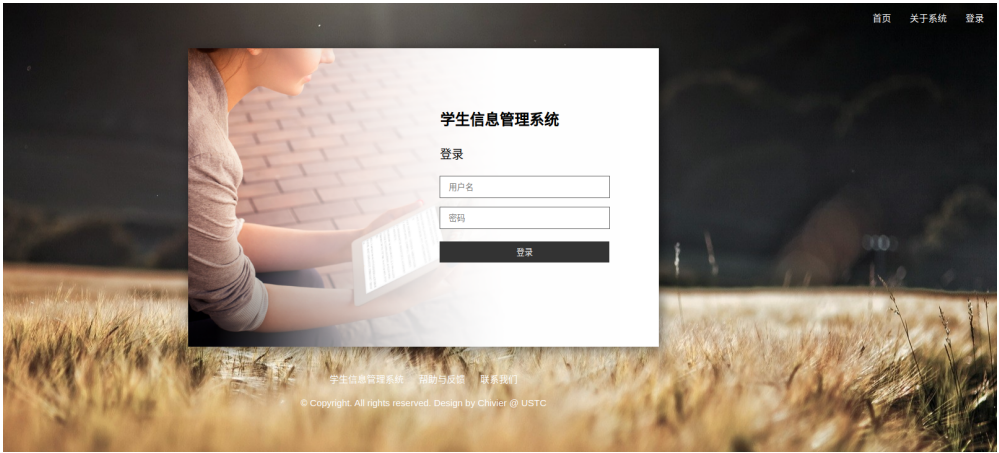 首页 关于系统 登录
学生信息管理系统
登录
用户名
密码
登录
学生信息管理系统 帮助与反馈 联系我们
© Copyright. All rights reserved. Design by Chivier @ USTC